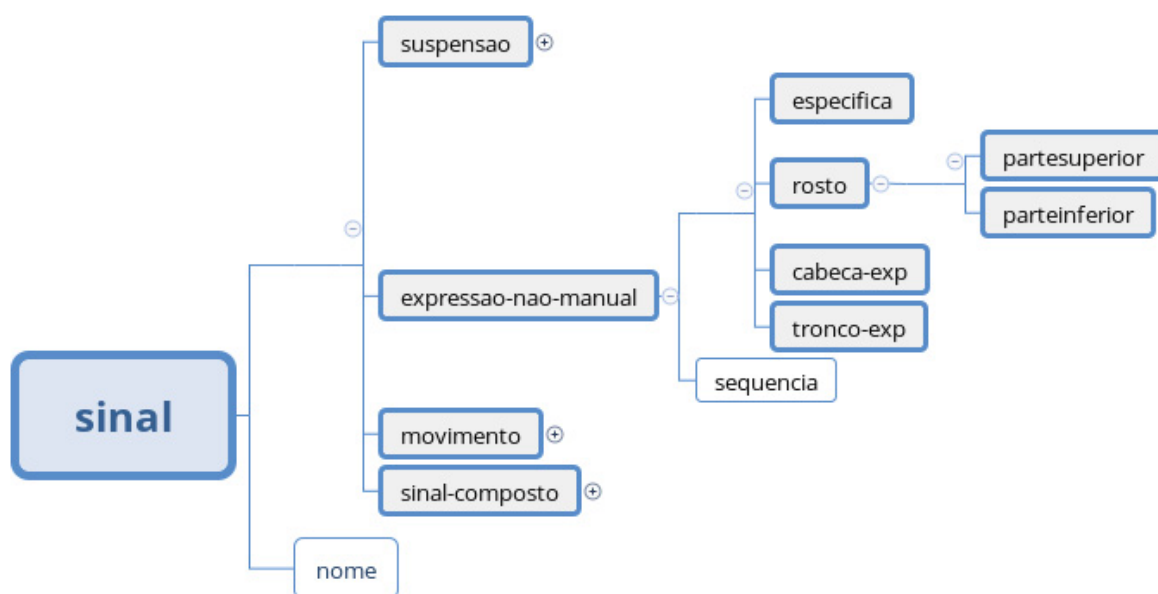 suspensao
especifica
partesuperior
rosto
parteinferior
cabeca-exp
expressao-nao-manual
tronco-exp
sequencia
sinal
movimento
sinal-composto
nome